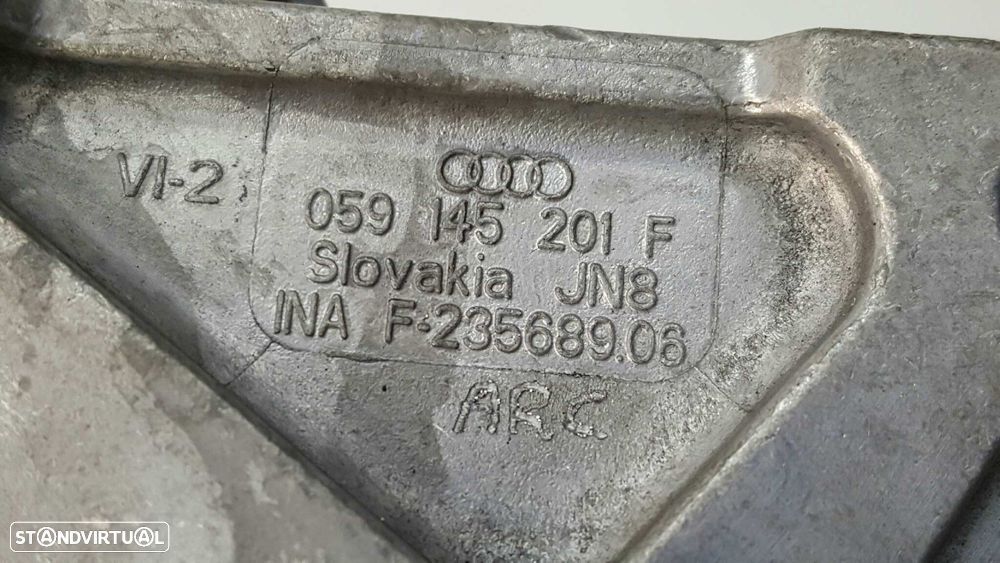 VI-2
059 145 201 F
Slovakia JN8
INA F-235689.06
ARC
STANDVIRTUAL